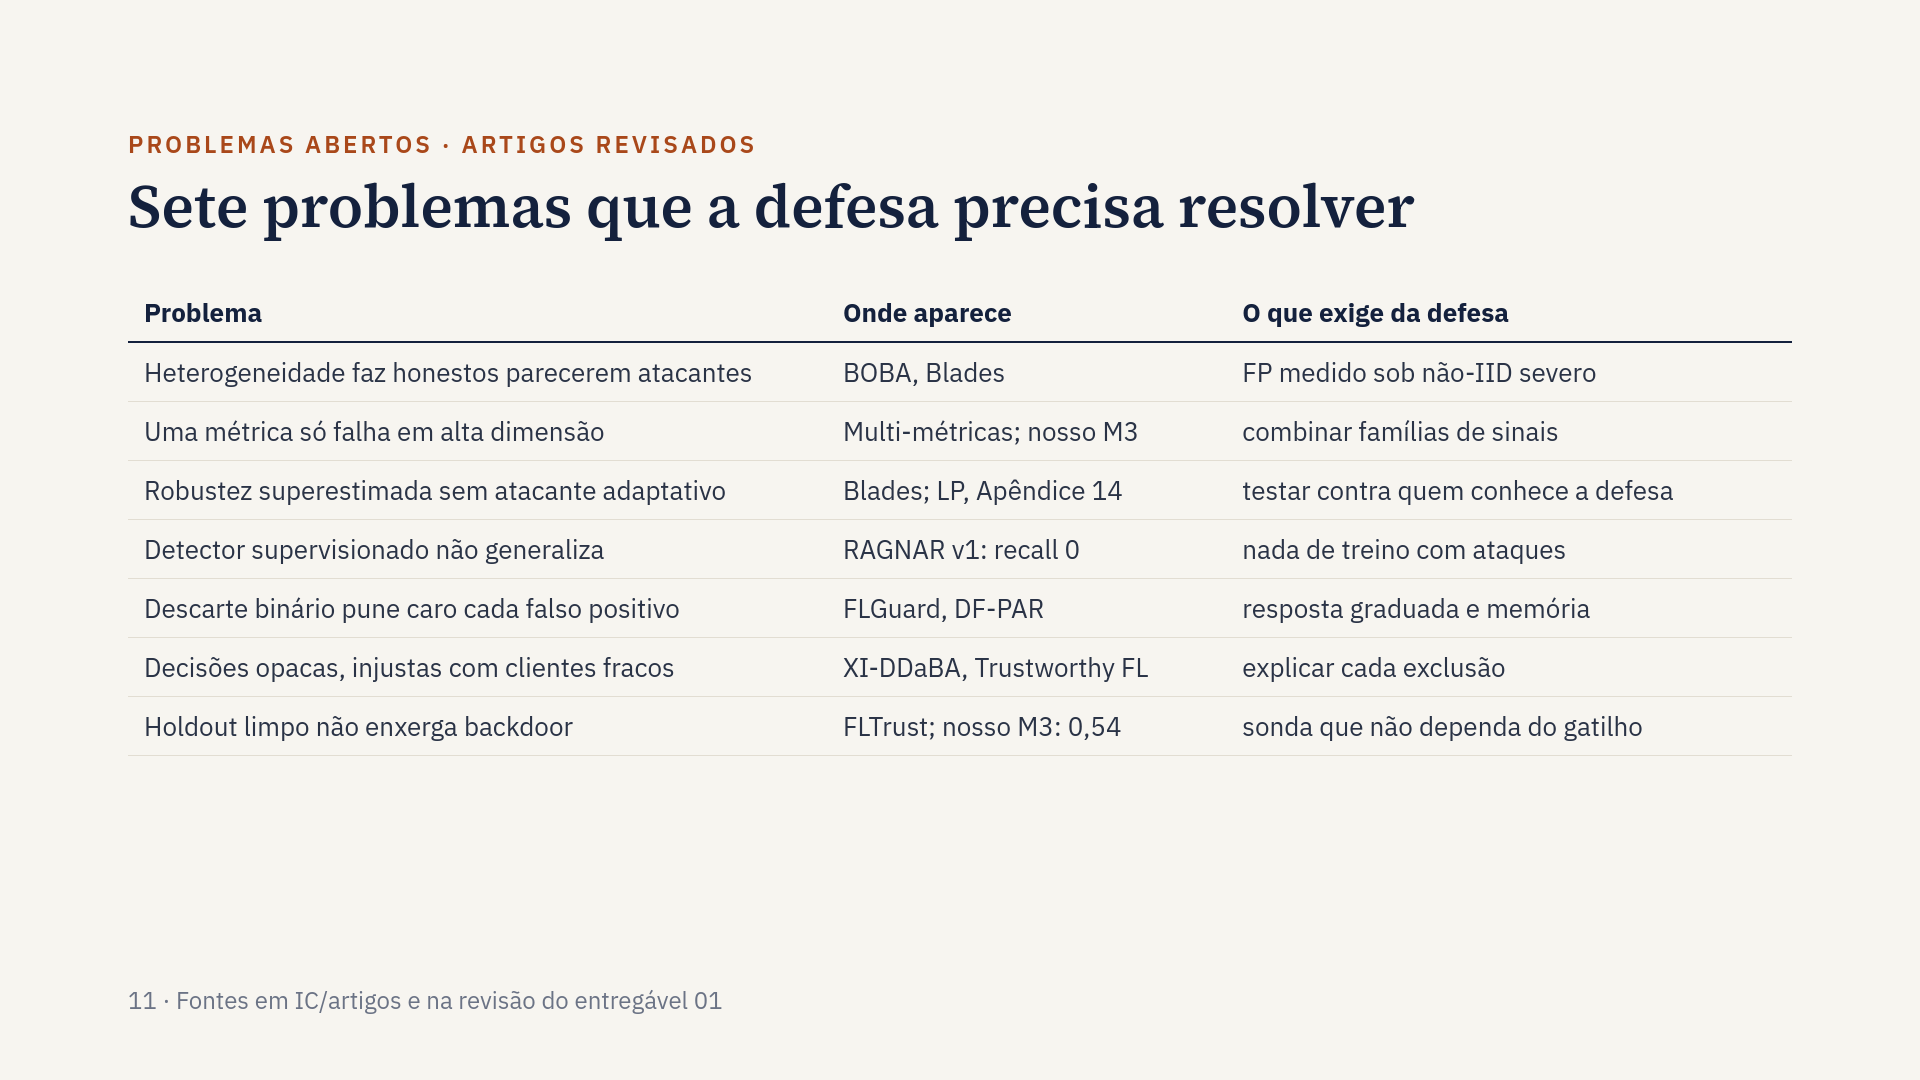 PROBLEMAS ABERTOS · ARTIGOS REVISADOS
Sete problemas que a defesa precisa resolver
Problema Onde aparece O que exige da defesa
Heterogeneidade faz honestos parecerem atacantes BOBA, Blades FP medido sob não-IID severo
Uma métrica só falha em alta dimensão Multi-métricas; nosso M3 combinar famílias de sinais
Robustez superestimada sem atacante adaptativo Blades; LP, Apêndice 14 testar contra quem conhece a defesa
Detector supervisionado não generaliza RAGNAR v1: recall 0 nada de treino com ataques
Descarte binário pune caro cada falso positivo FLGuard, DF-PAR resposta graduada e memória
Decisões opacas, injustas com clientes fracos XI-DDaBA, Trustworthy FL explicar cada exclusão
Holdout limpo não enxerga backdoor FLTrust; nosso M3: 0,54 sonda que não dependa do gatilho
11 · Fontes em IC/artigos e na revisão do entregável 01